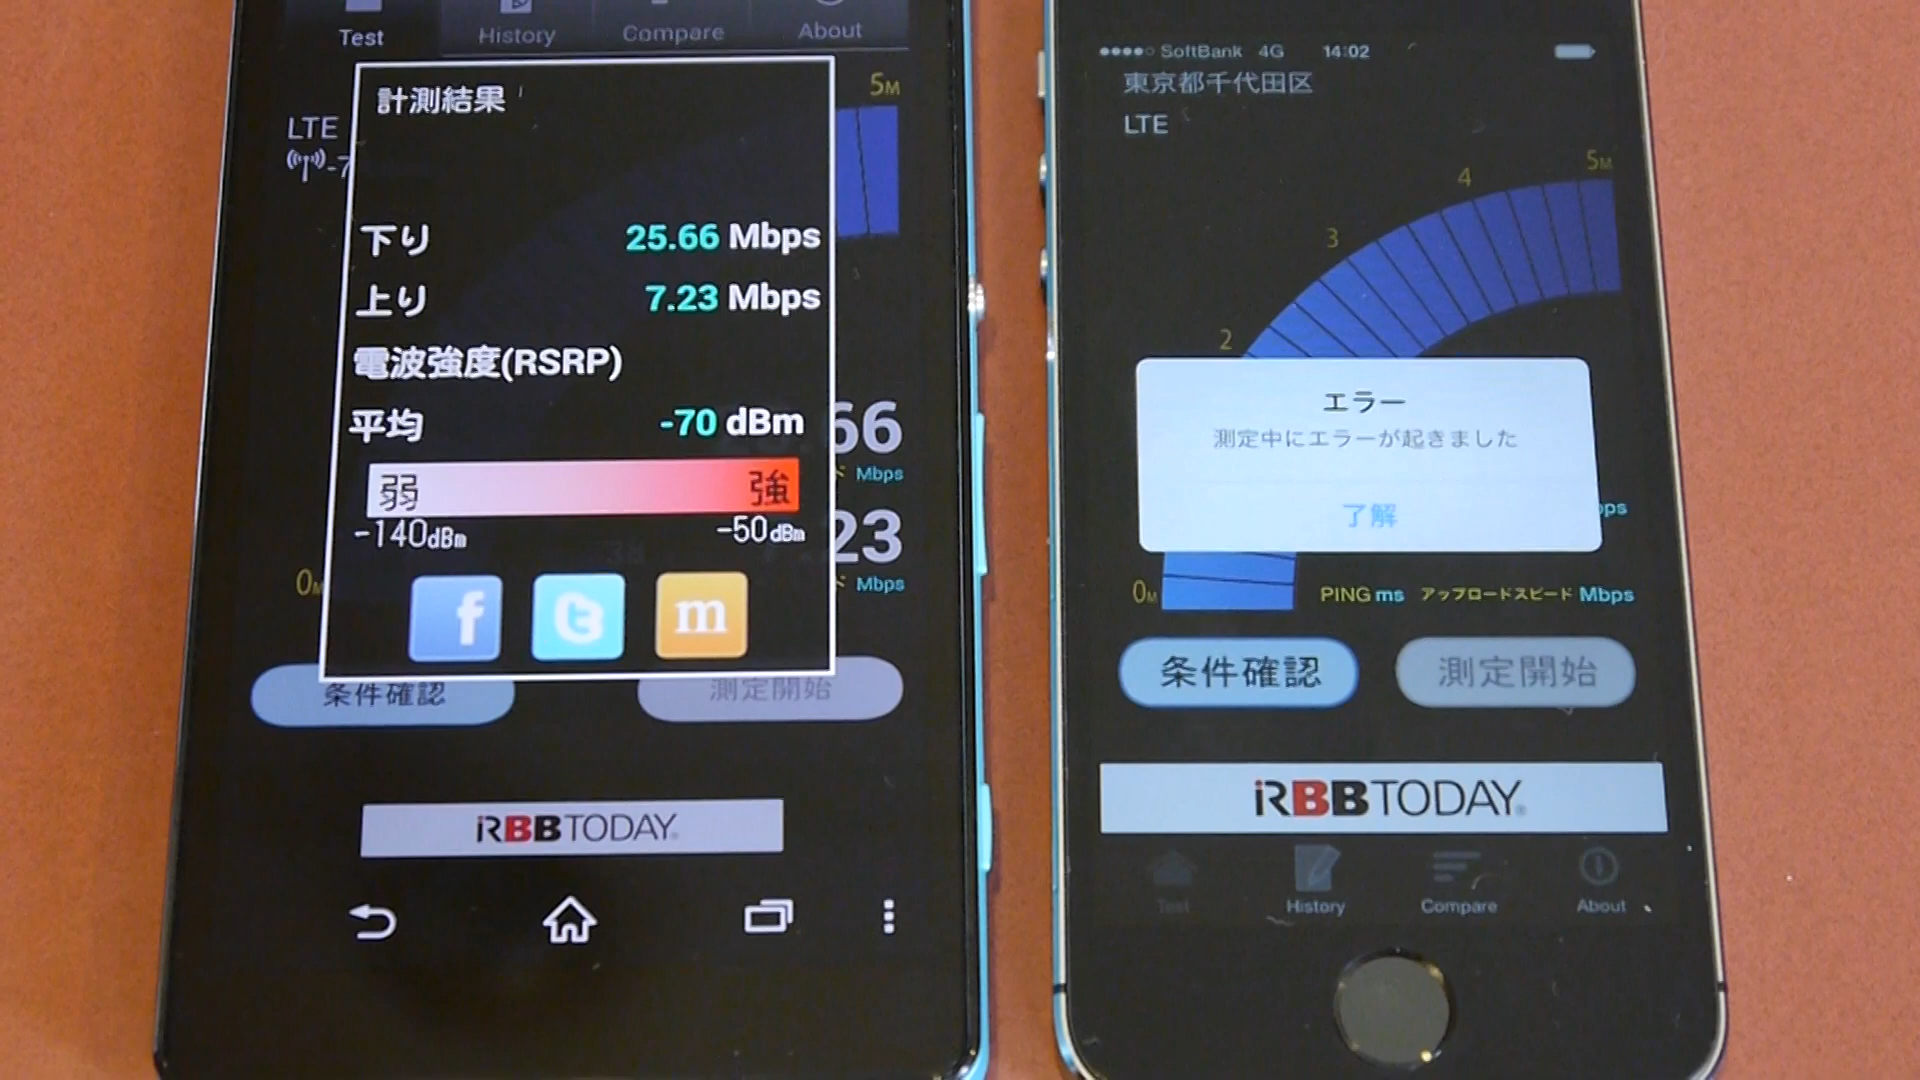 Test
History
Compare
About
5M
計測結果
LTE
-7
下り 25.66 Mbps
上り 7.23 Mbps
電波強度(RSRP)
平均 -70 dBm
弱 強
-140dBm -50dBm
66
Mbps
23
Mbps
0M
f
t
m
条件確認
測定開始
iRBBTODAY
SoftBank 4G 14:02
東京都千代田区
LTE
5M
4
3
2
エラー
測定中にエラーが起きました
了解
ops
0M
PING ms アップロードスピード Mbps
条件確認
測定開始
iRBBTODAY
Test
History
Compare
About